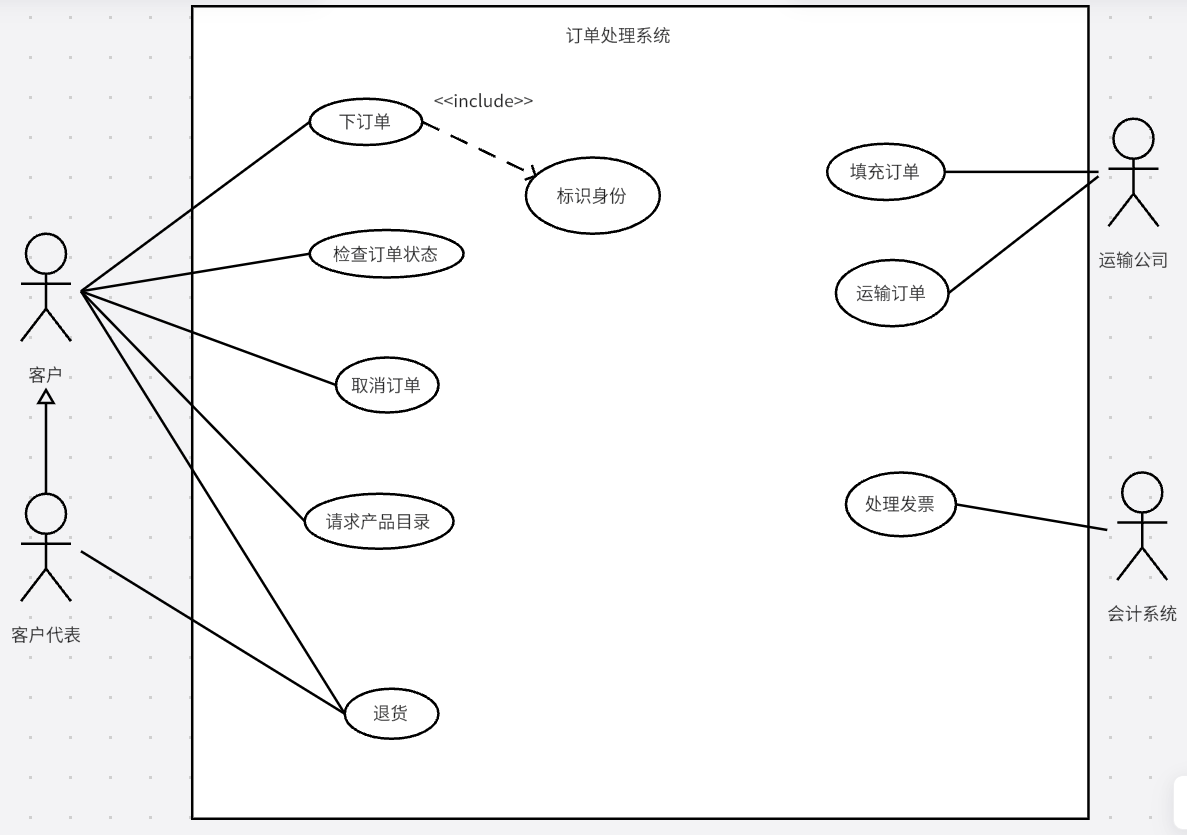 订单处理系统
<<include>>
下订单
标识身份
填充订单
检查订单状态
运输公司
运输订单
客户
取消订单
处理发票
请求产品目录
会计系统
客户代表
退货